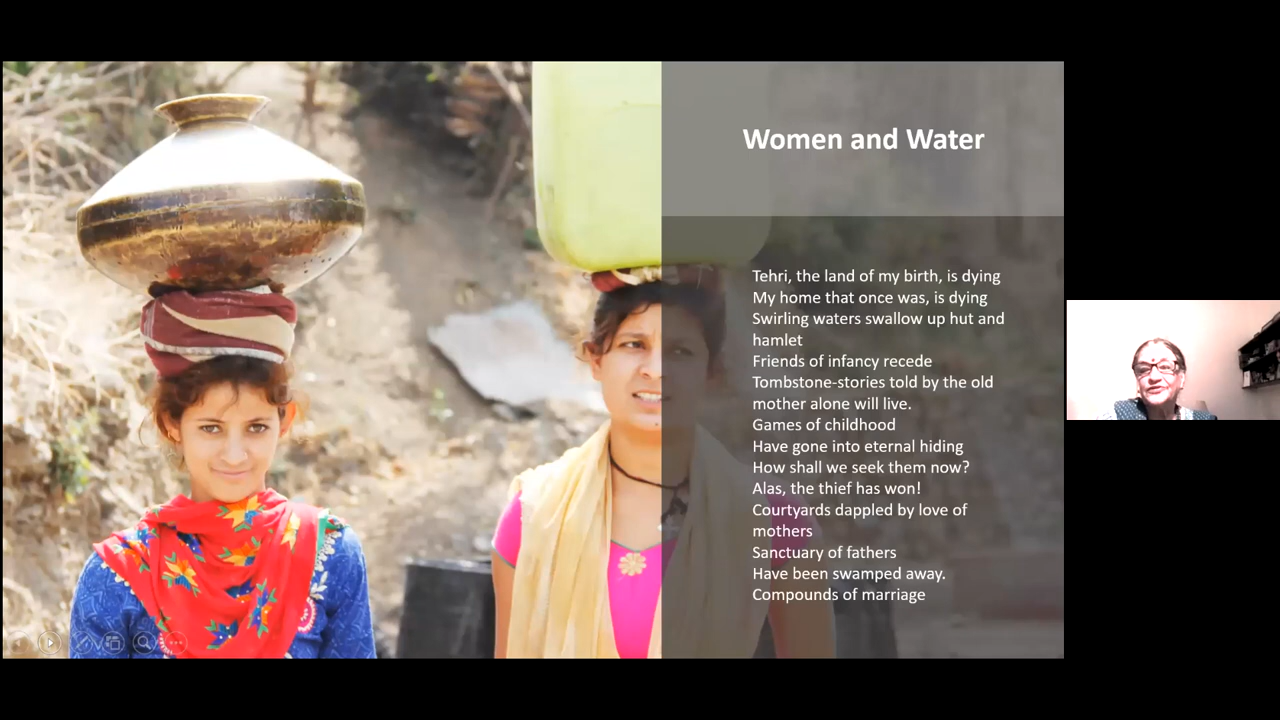 Women and Water
Tehri, the land of my birth, is dying
My home that once was, is dying
Swirling waters swallow up hut and
hamlet
Friends of infancy recede
Tombstone-stories told by the old
mother alone will live.
Games of childhood
Have gone into eternal hiding
How shall we seek them now?
Alas, the thief has won!
Courtyards dappled by love of
mothers
Sanctuary of fathers
Have been swamped away.
Compounds of marriage